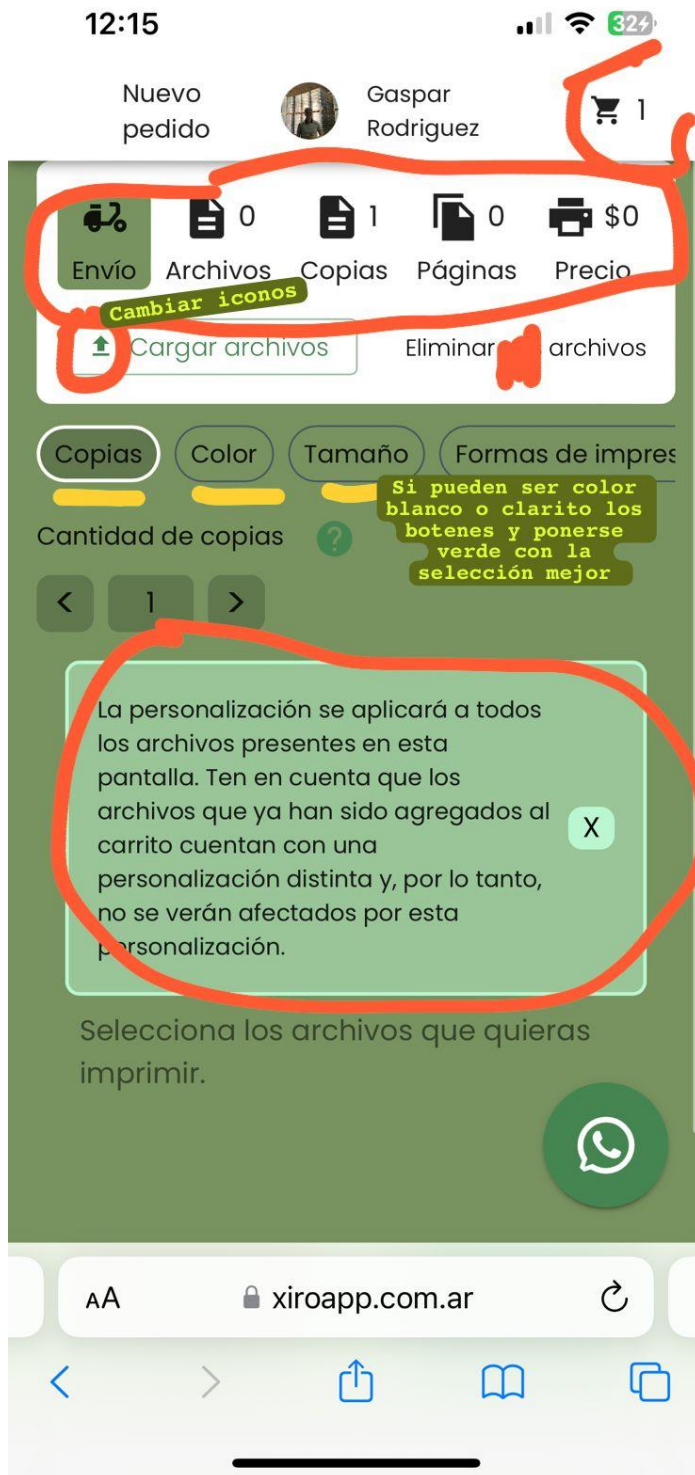 12:15
324
Nuevo pedido
Gaspar Rodriguez
1
0
1
0
$0
Envío
Archivos
Copias
Páginas
Precio
Cambiar iconos
Cargar archivos
Eliminar
archivos
Copias
Color
Tamaño
Formas de impres
Si pueden ser color
blanco o clarito los
botenes y ponerse
verde con la
selección mejor
Cantidad de copias
?
<
1
>
La personalización se aplicará a todos
los archivos presentes en esta
pantalla. Ten en cuenta que los
archivos que ya han sido agregados al
carrito cuentan con una
personalización distinta y, por lo tanto,
no se verán afectados por esta
personalización.
X
Selecciona los archivos que quieras
imprimir.
AA
xiroapp.com.ar